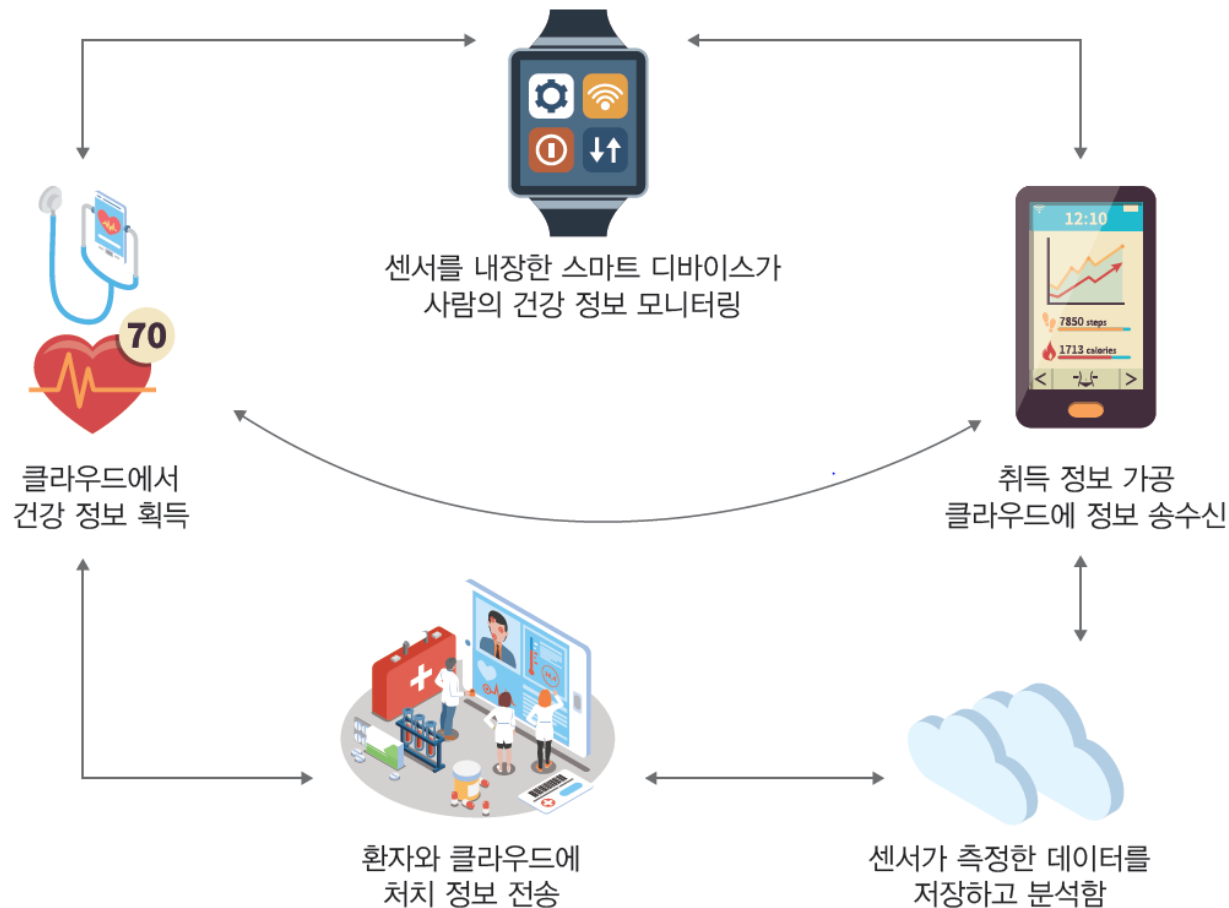 센서를 내장한 스마트 디바이스가
사람의 건강 정보 모니터링
70
클라우드에서
건강 정보 획득
12:10
7850 steps
1713 calories
취득 정보 가공
클라우드에 정보 송수신
환자와 클라우드에
처치 정보 전송
센서가 측정한 데이터를
저장하고 분석함